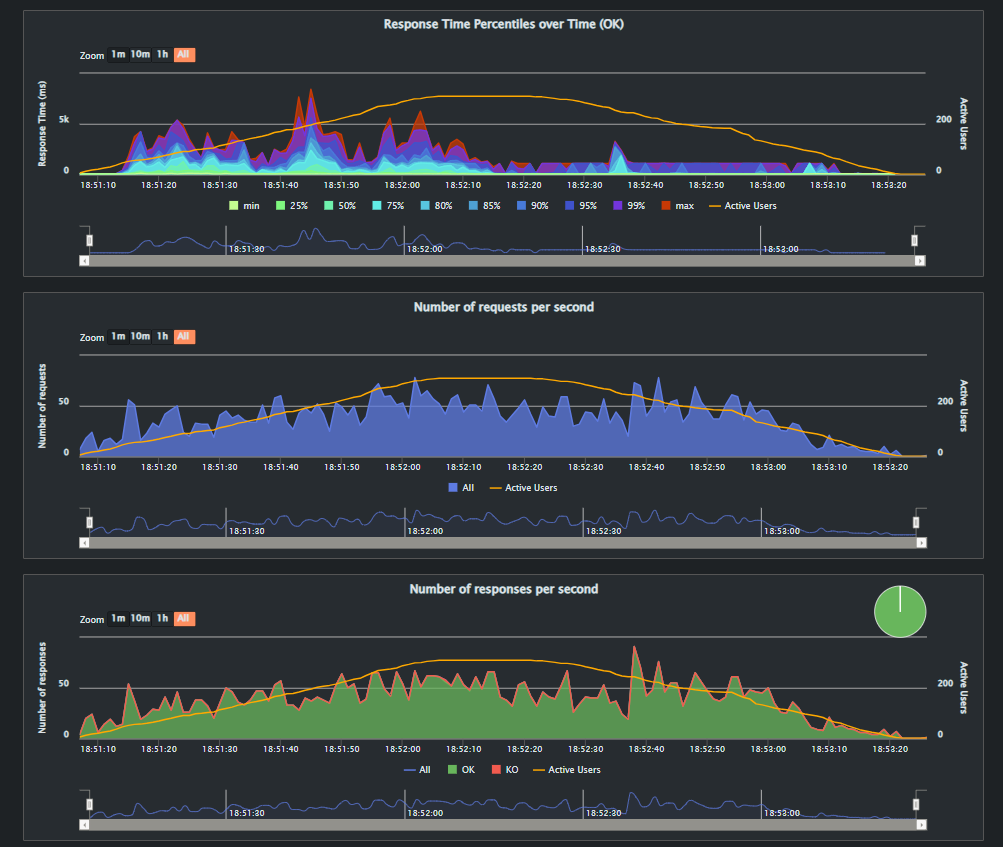 Response Time Percentiles over Time (OK)
Zoom 1m 10m 1h All
Response Time (ms)
5k
0
Active Users
200
0
18:51:10 18:51:20 18:51:30 18:51:40 18:51:50 18:52:00 18:52:10 18:52:20 18:52:30 18:52:40 18:52:50 18:53:00 18:53:10 18:53:20
min 25% 50% 75% 80% 85% 90% 95% 99% max Active Users
18:51:30 18:52:00 18:52:30 18:53:00
Number of requests per second
Zoom 1m 10m 1h All
Number of requests
50
0
Active Users
200
0
18:51:10 18:51:20 18:51:30 18:51:40 18:51:50 18:52:00 18:52:10 18:52:20 18:52:30 18:52:40 18:52:50 18:53:00 18:53:10 18:53:20
All Active Users
18:51:30 18:52:00 18:52:30 18:53:00
Number of responses per second
Zoom 1m 10m 1h All
Number of responses
50
0
Active Users
200
0
18:51:10 18:51:20 18:51:30 18:51:40 18:51:50 18:52:00 18:52:10 18:52:20 18:52:30 18:52:40 18:52:50 18:53:00 18:53:10 18:53:20
All OK KO Active Users
18:51:30 18:52:00 18:52:30 18:53:00